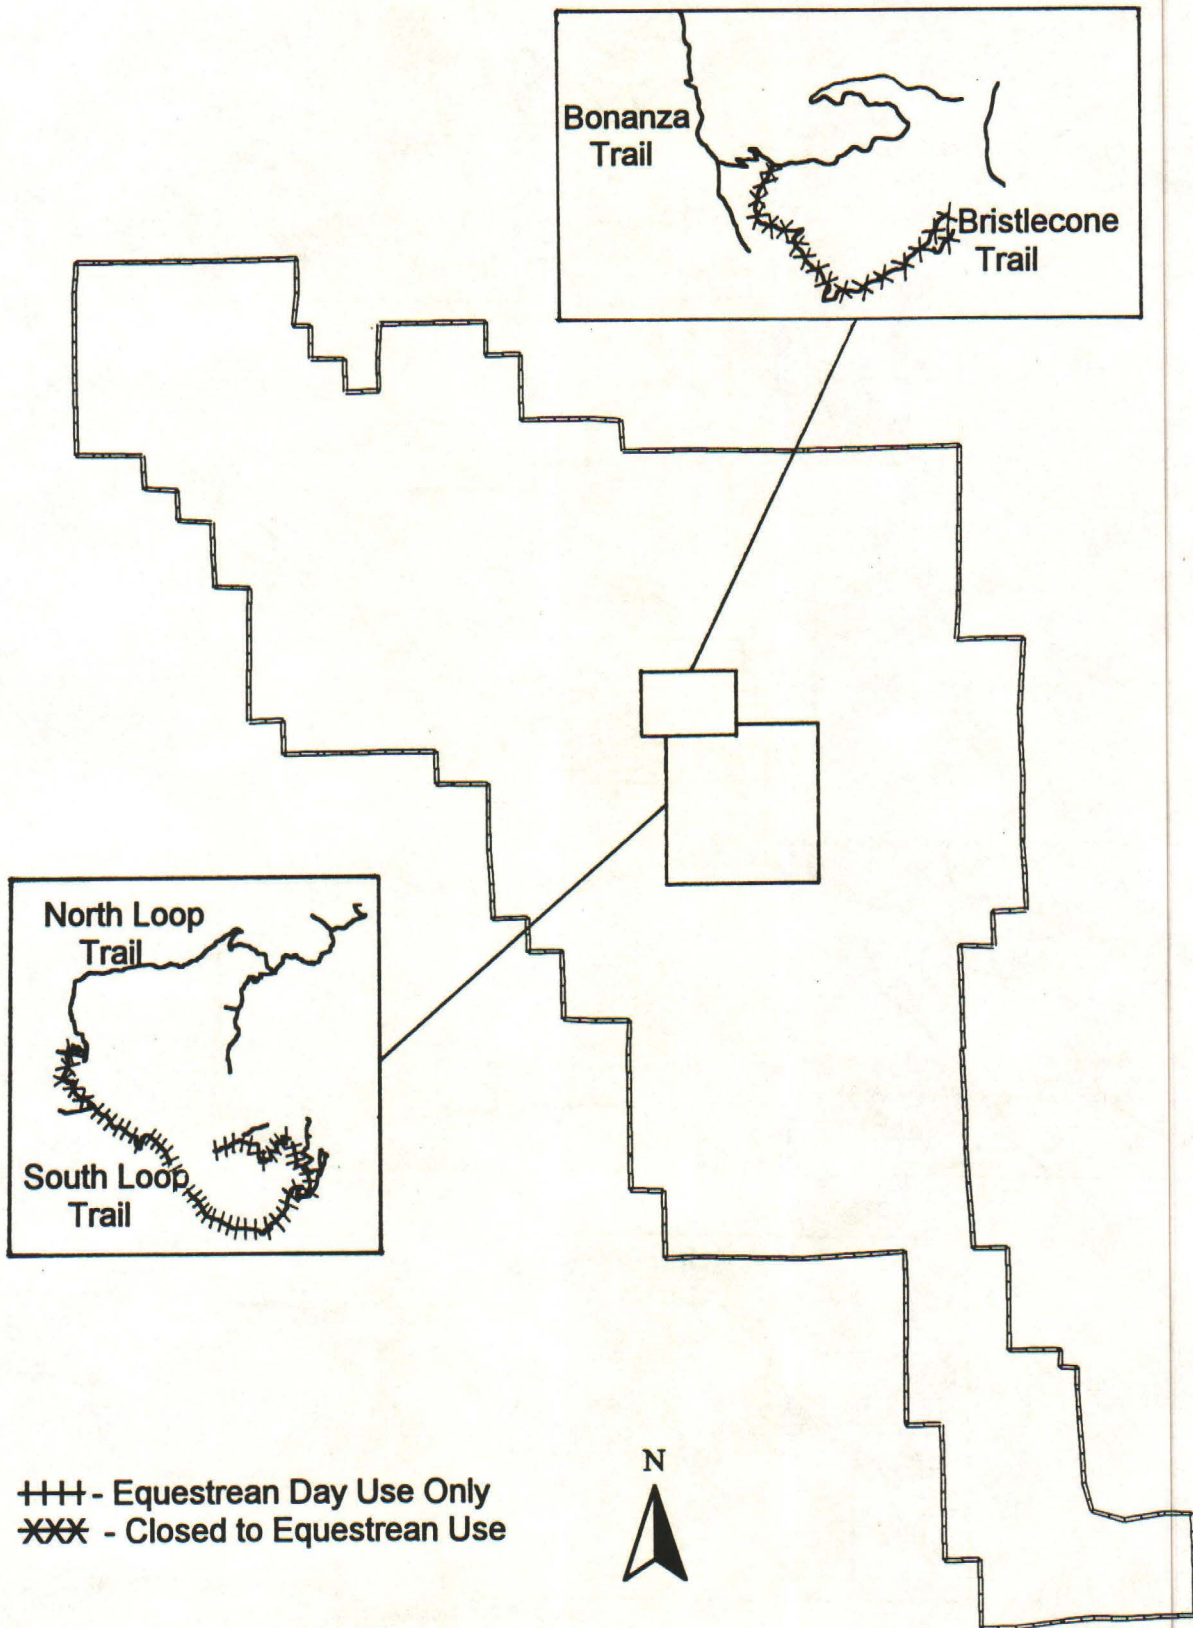 Bonanza
Trail
Bristlecone
Trail
North Loop
Trail
South Loop
Trail
- Equestrean Day Use Only
- Closed to Equestrean Use
N